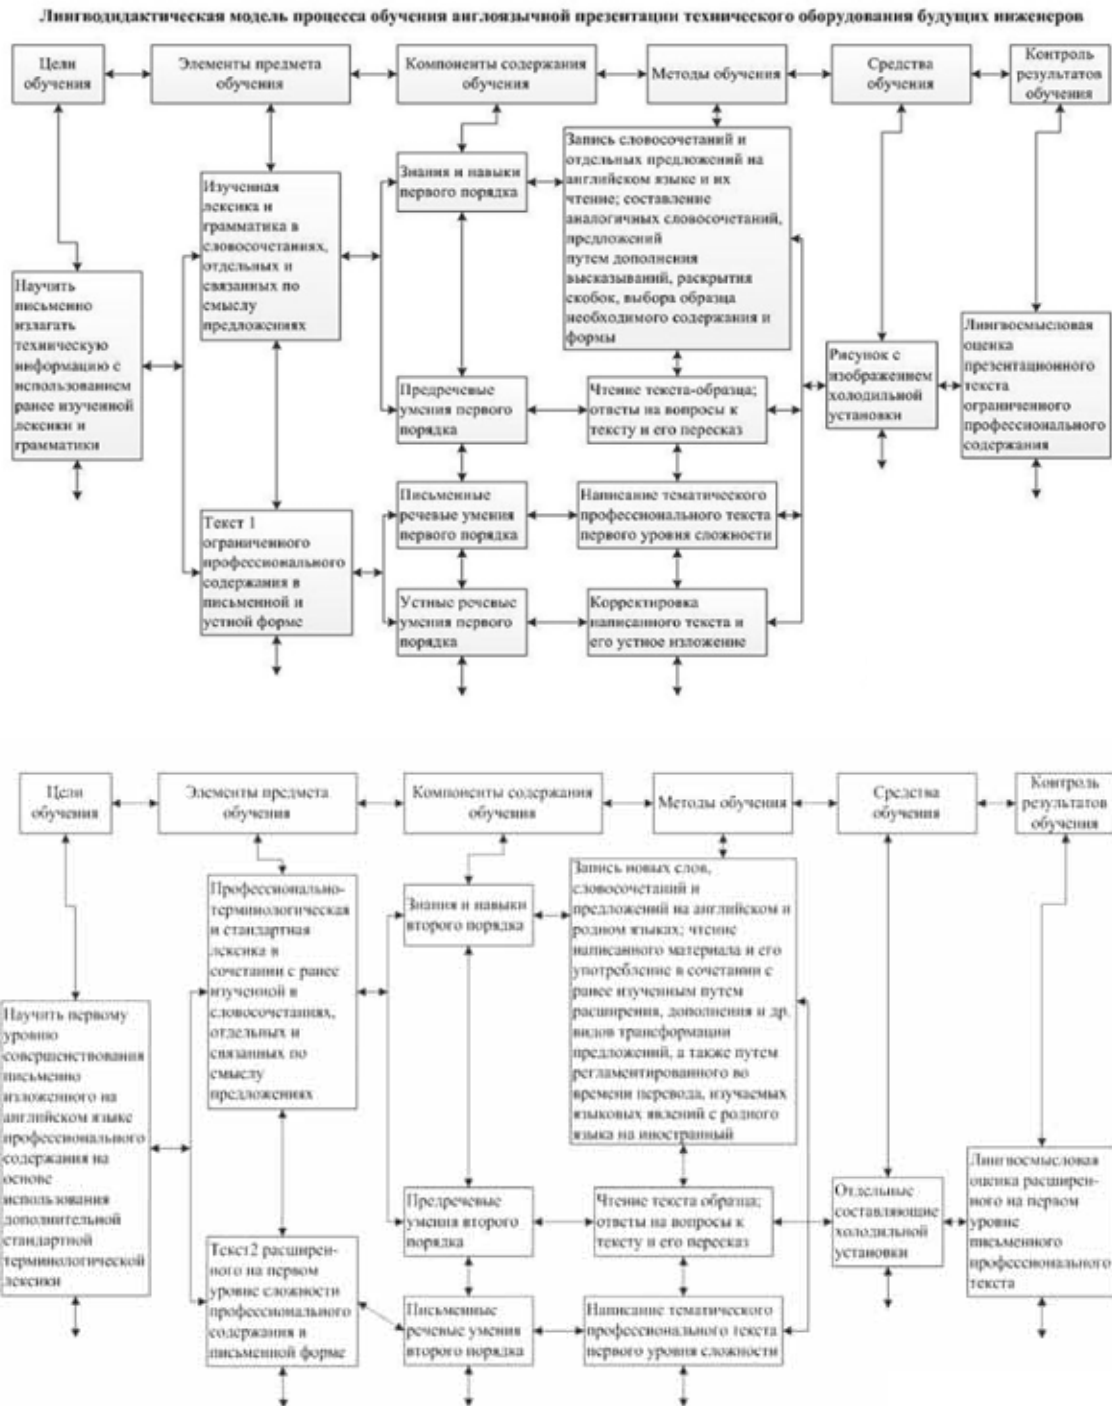 Лингводидактическая модель процесса обучения англоязычной презентации технического оборудования будущих инженеров
Цели
обучения
Элементы предмета
обучения
Компоненты содержания
обучения
Методы обучения
Средства
обучения
Контроль
результатов
обучения
Научить
письменно
излагать
техническую
информацию с
использованием
ранее изученной
лексики и
грамматики
Изученная
лексика и
грамматика в
словосочетаниях,
отдельных и
связанных по
смыслу
предложениях
Текст 1
ограниченного
профессионального
содержания в
письменной и
устной форме
Знания и навыки
первого порядка
Предречевые
умения первого
порядка
Письменные
речевые умения
первого порядка
Устные речевые
умения первого
порядка
Запись словосочетаний и
отдельных предложений на
английском языке и их
чтение; составление
аналогичных словосочетаний,
предложений
путем дополнения
высказываний, раскрытия
скобок, выбора образца
необходимого содержания и
формы
Чтение текста-образца;
ответы на вопросы к
тексту и его пересказ
Написание тематического
профессионального текста
первого уровня сложности
Корректировка
написанного текста и
его устное изложение
Рисунок с
изображением
холодильной
установки
Лингвосмысловая
оценка
презентационного
текста
ограниченного
профессионального
содержания
Цели
обучения
Элементы предмета
обучения
Компоненты содержания
обучения
Методы обучения
Средства
обучения
Контроль
результатов
обучения
Научить первому
уровню
совершенствования
письменно
изложенного на
английском языке
профессионального
содержания на
основе
использования
дополнительной
стандартной
терминологической
лексики
Профессионально-
терминологическая
и стандартная
лексика в
сочетании с ранее
изученной в
словосочетаниях,
отдельных и
связанных по
смыслу
предложениях
Текст2 расширен-
ного на первом
уровне сложности
профессионального
содержания в
письменной форме
Знания и навыки
второго порядка
Предречевые
умения второго
порядка
Письменные
речевые умения
второго порядка
Запись новых слов,
словосочетаний и
предложений на английском и
родном языках; чтение
написанного материала и его
употребление в сочетании с
ранее изученным путем
расширения, дополнения и др.
видов трансформации
предложений, а также путем
регламентированного во
времени перевода, изучаемых
языковых явлений с родного
языка на иностранный
Чтение текста образца;
ответы на вопросы к
тексту и его пересказ
Написание тематического
профессионального текста
первого уровня сложности
Отдельные
составляющие
холодильной
установки
Лингвосмысловая
оценка расширен-
ного на первом
уровне
письменного
профессионального
текста